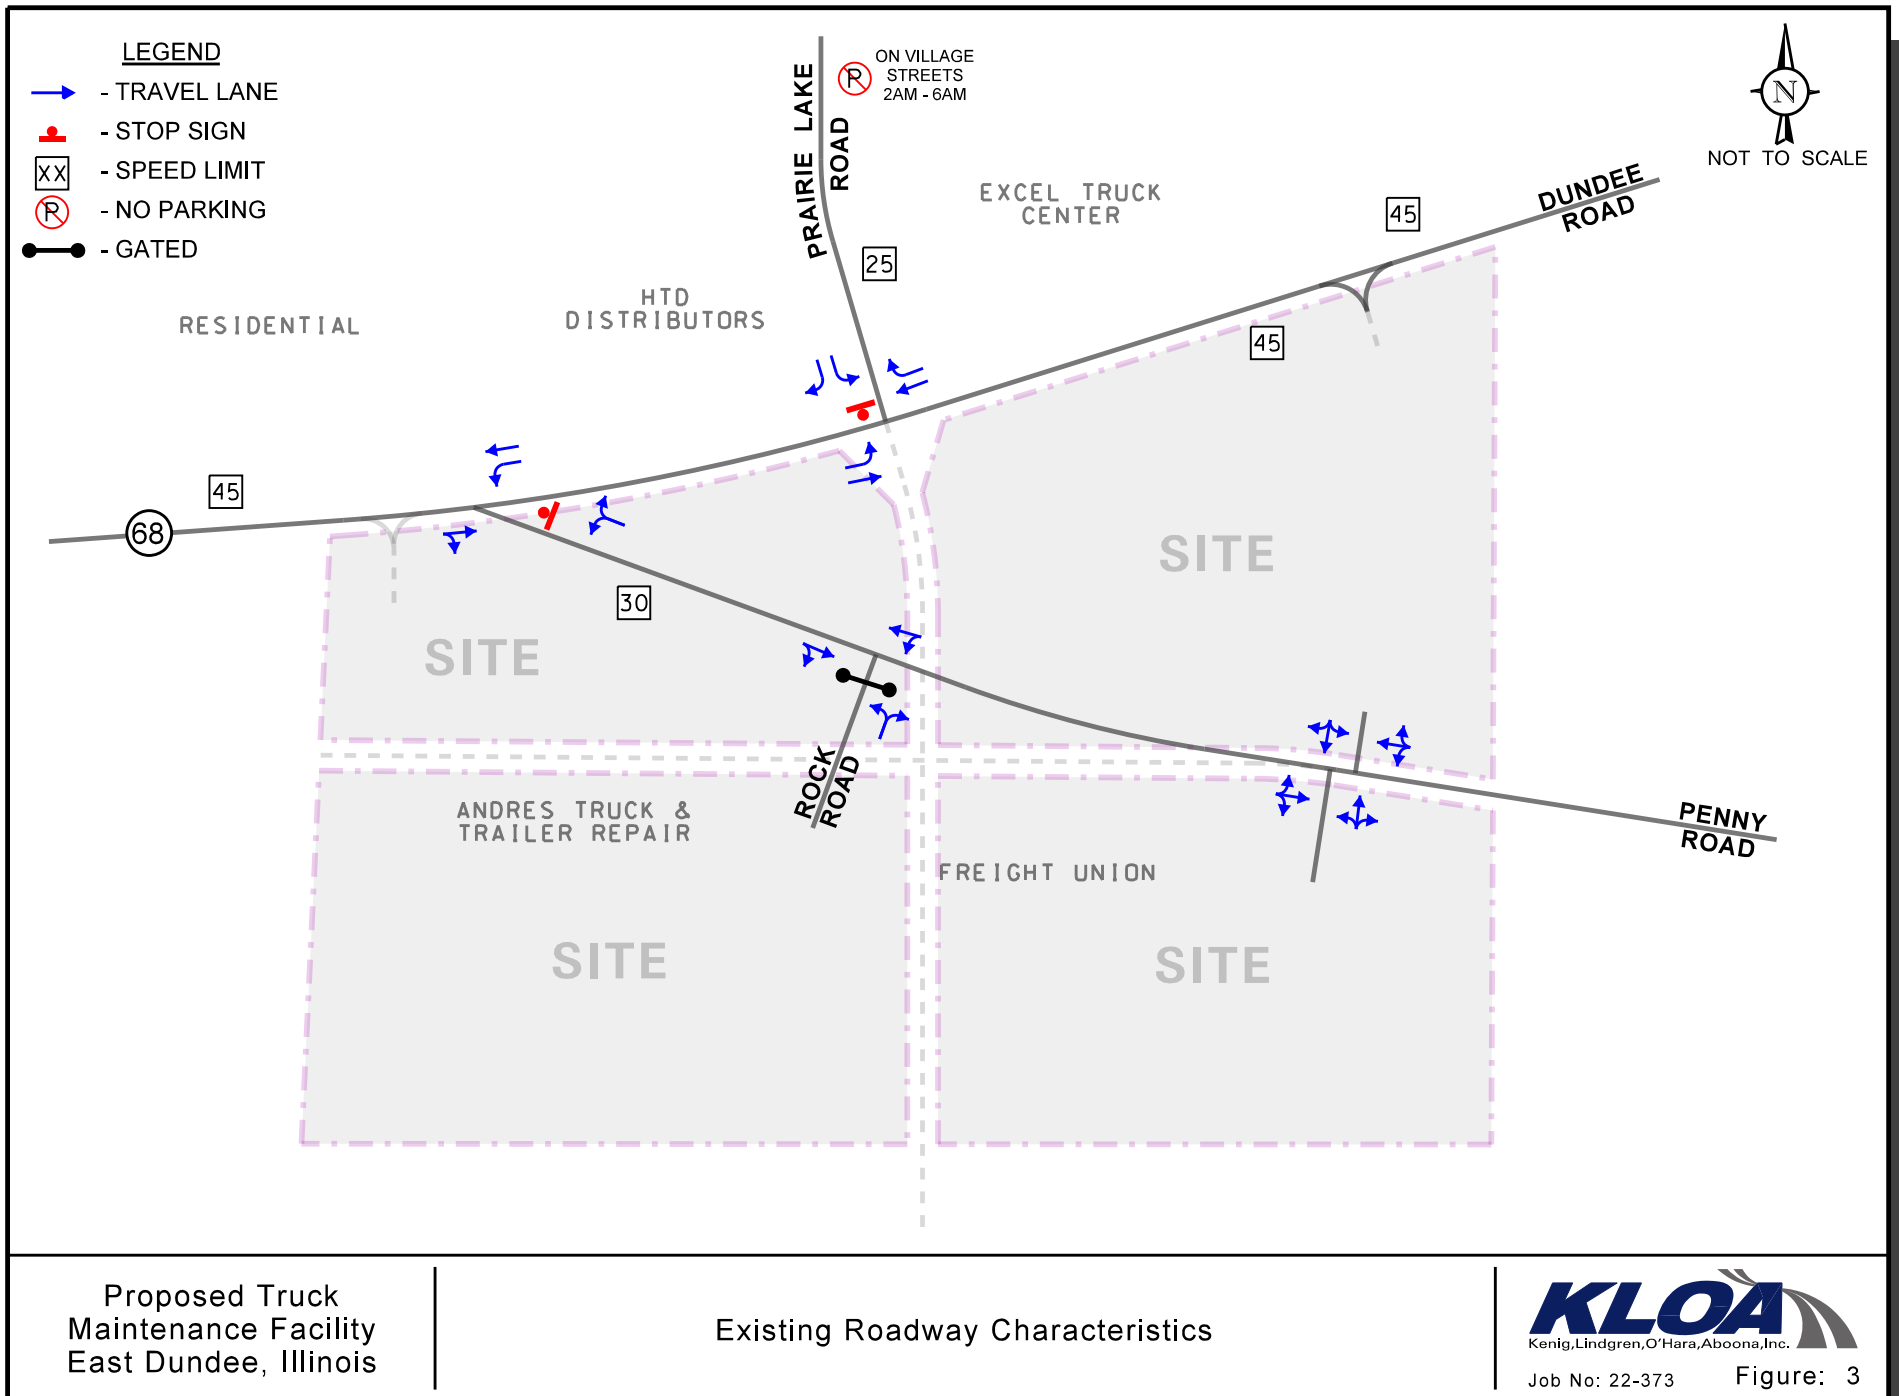 LEGEND
- TRAVEL LANE
- STOP SIGN
XX - SPEED LIMIT
P - NO PARKING
- GATED
PRAIRIE LAKE
ROAD
P
ON VILLAGE
STREETS
2AM - 6AM
N
NOT TO SCALE
EXCEL TRUCK
CENTER
45
DUNDEE
ROAD
25
HTD
DISTRIBUTORS
RESIDENTIAL
45
45
68
SITE
30
SITE
ROCK
ROAD
ANDRES TRUCK &
TRAILER REPAIR
PENNY
ROAD
FREIGHT UNION
SITE
SITE
Proposed Truck
Maintenance Facility
East Dundee, Illinois
Existing Roadway Characteristics
KLOA
Kenig,Lindgren,O'Hara,Aboona,Inc.
Job No: 22-373
Figure: 3